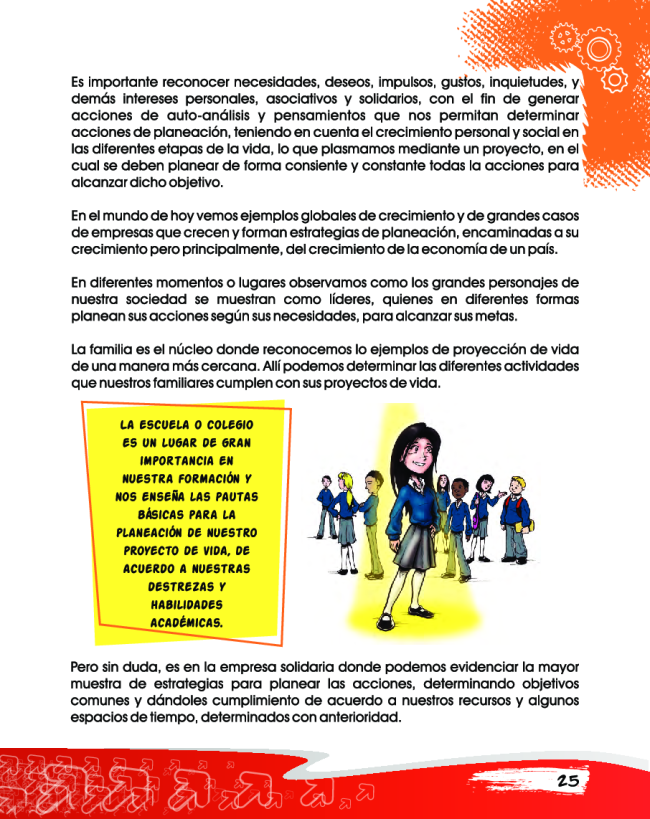 Es importante reconocer necesidades, deseos, impulsos, gustos, inquietudes, y
demás intereses personales, asociativos y solidarios, con el fin de generar
acciones de auto-análisis y pensamientos que nos permitan determinar
acciones de planeación, teniendo en cuenta el crecimiento personal y social en
las diferentes etapas de la vida, lo que plasmamos mediante un proyecto, en el
cual se deben planear de forma consiente y constante todas la acciones para
alcanzar dicho objetivo.
En el mundo de hoy vemos ejemplos globales de crecimiento y de grandes casos
de empresas que crecen y forman estrategias de planeación, encaminadas a su
crecimiento pero principalmente, del crecimiento de la economía de un país.
En diferentes momentos o lugares observamos como los grandes personajes de
nuestra sociedad se muestran como líderes, quienes en diferentes formas
planean sus acciones según sus necesidades, para alcanzar sus metas.
La familia es el núcleo donde reconocemos lo ejemplos de proyección de vida
de una manera más cercana. Allí podemos determinar las diferentes actividades
que nuestros familiares cumplen con sus proyectos de vida.
LA ESCUELA O COLEGIO
ES UN LUGAR DE GRAN
IMPORTANCIA EN
NUESTRA FORMACIÓN Y
NOS ENSEÑA LAS PAUTAS
BÁSICAS PARA LA
PLANEACIÓN DE NUESTRO
PROYECTO DE VIDA, DE
ACUERDO A NUESTRAS
DESTREZAS Y
HABILIDADES
ACADÉMICAS.
Pero sin duda, es en la empresa solidaria donde podemos evidenciar la mayor
muestra de estrategias para planear las acciones, determinando objetivos
comunes y dándoles cumplimiento de acuerdo a nuestros recursos y algunos
espacios de tiempo, determinados con anterioridad.
25